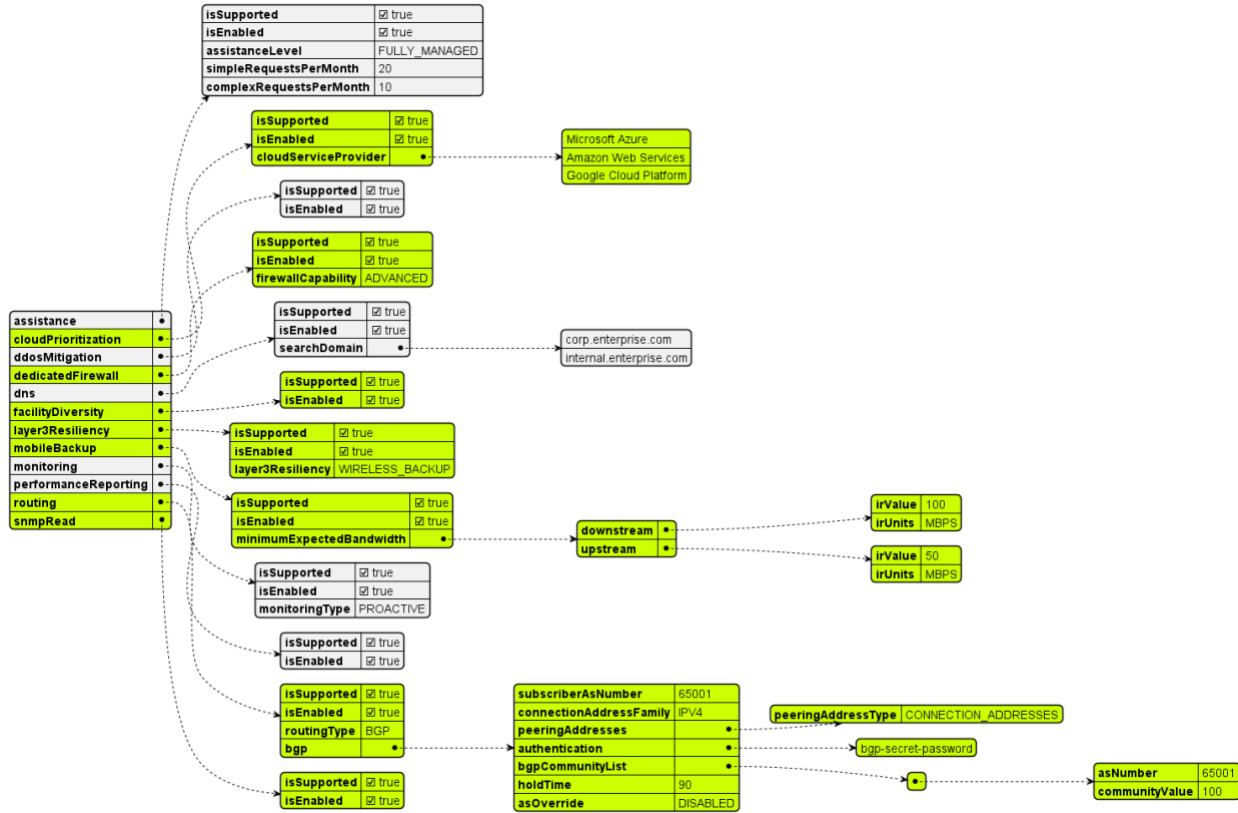 isSupported ☑ true
isEnabled ☑ true
assistanceLevel FULLY_MANAGED
simpleRequestsPerMonth 20
complexRequestsPerMonth 10
isSupported ☑ true
isEnabled ☑ true
cloudServiceProvider
Microsoft Azure
Amazon Web Services
Google Cloud Platform
isSupported ☑ true
isEnabled ☑ true
isSupported ☑ true
isEnabled ☑ true
firewallCapability ADVANCED
isSupported ☑ true
isEnabled ☑ true
searchDomain
corp.enterprise.com
internal.enterprise.com
assistance
cloudPrioritization
ddosMitigation
dedicatedFirewall
dns
facilityDiversity
layer3Resiliency
mobileBackup
monitoring
performanceReporting
routing
snmpRead
isSupported ☑ true
isEnabled ☑ true
isSupported ☑ true
isEnabled ☑ true
layer3Resiliency WIRELESS_BACKUP
isSupported ☑ true
isEnabled ☑ true
minimumExpectedBandwidth
downstream
upstream
irValue 100
irUnits MBPS
irValue 50
irUnits MBPS
isSupported ☑ true
isEnabled ☑ true
monitoringType PROACTIVE
isSupported ☑ true
isEnabled ☑ true
isSupported ☑ true
isEnabled ☑ true
routingType BGP
bgp
subscriberAsNumber 65001
connectionAddressFamily IPV4
peeringAddresses
authentication
bgpCommunityList
holdTime 90
asOverride DISABLED
peeringAddressType CONNECTION_ADDRESSES
bgp-secret-password
asNumber 65001
communityValue 100
isSupported ☑ true
isEnabled ☑ true